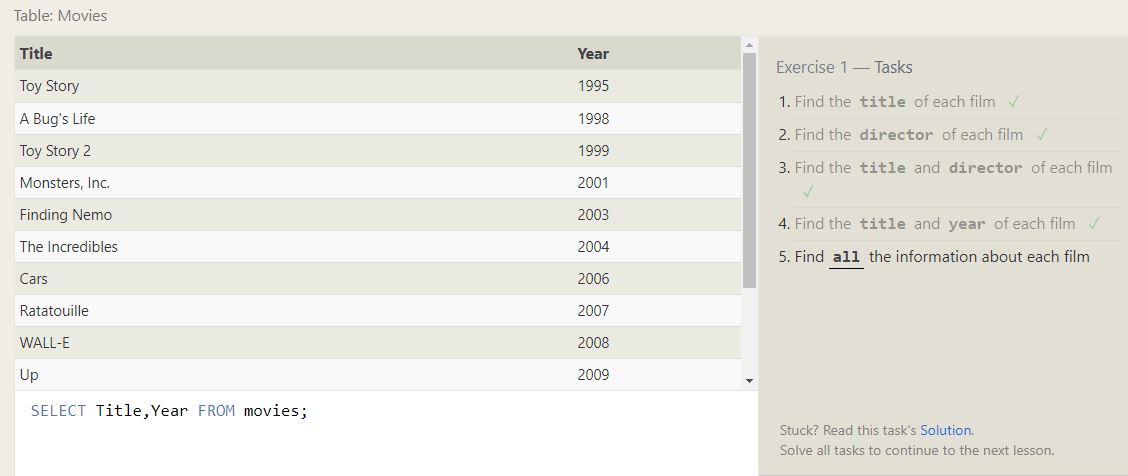 Table: Movies
Title Year
Toy Story 1995
A Bug's Life 1998
Toy Story 2 1999
Monsters, Inc. 2001
Finding Nemo 2003
The Incredibles 2004
Cars 2006
Ratatouille 2007
WALL-E 2008
Up 2009
SELECT Title,Year FROM movies;
Exercise 1 — Tasks
1. Find the title of each film ✓
2. Find the director of each film ✓
3. Find the title and director of each film
✓
4. Find the title and year of each film ✓
5. Find all the information about each film
Stuck? Read this task's Solution.
Solve all tasks to continue to the next lesson.